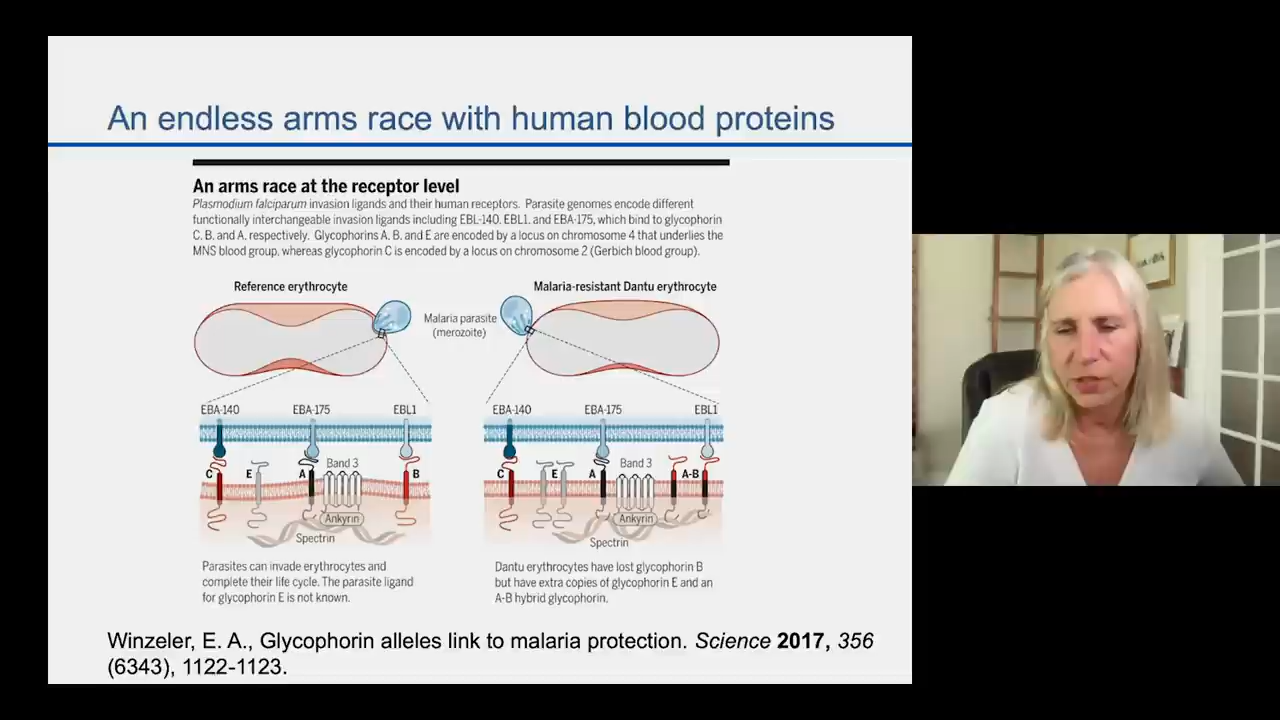 An endless arms race with human blood proteins
An arms race at the receptor level
Plasmodium falciparum invasion ligands and their human receptors. Parasite genomes encode different
functionally interchangeable invasion ligands including EBL-140, EBL1, and EBA-175, which bind to glycophorin
C, B, and A, respectively. Glycophorins A, B, and E are encoded by a locus on chromosome 4 that underlies the
MNS blood group, whereas glycophorin C is encoded by a locus on chromosome 2 (Gerbich blood group).
Reference erythrocyte
Malaria-resistant Dantu erythrocyte
Malaria parasite
(merozoite)
EBA-140 EBA-175 EBL1
C E A Band 3 B
Ankyrin
Spectrin
EBA-140 EBA-175 EBL1
C E A Band 3 A-B
Ankyrin
Spectrin
Parasites can invade erythrocytes and
complete their life cycle. The parasite ligand
for glycophorin E is not known.
Dantu erythrocytes have lost glycophorin B
but have extra copies of glycophorin E and an
A-B hybrid glycophorin.
Winzeler, E. A., Glycophorin alleles link to malaria protection. Science 2017, 356
(6343), 1122-1123.